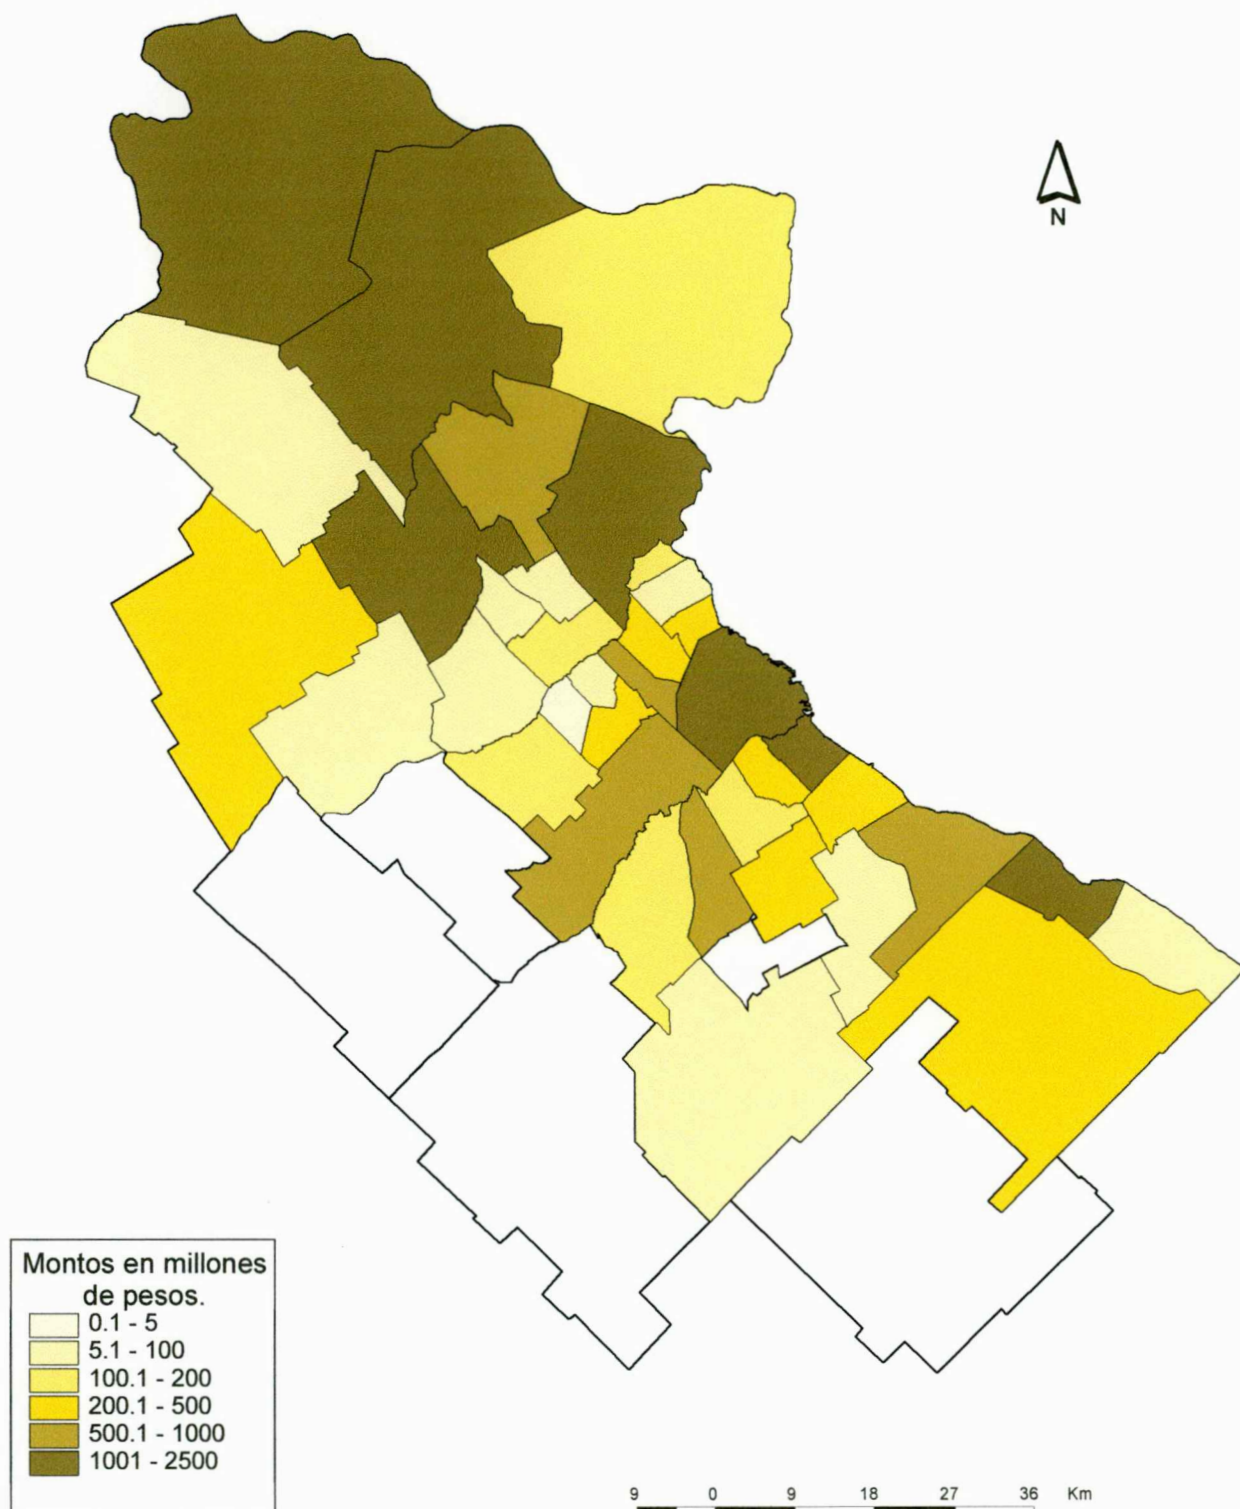 N
Montos en millones
de pesos.
0.1 - 5
5.1 - 100
100.1 - 200
200.1 - 500
500.1 - 1000
1001 - 2500
9 0 9 18 27 36 Km